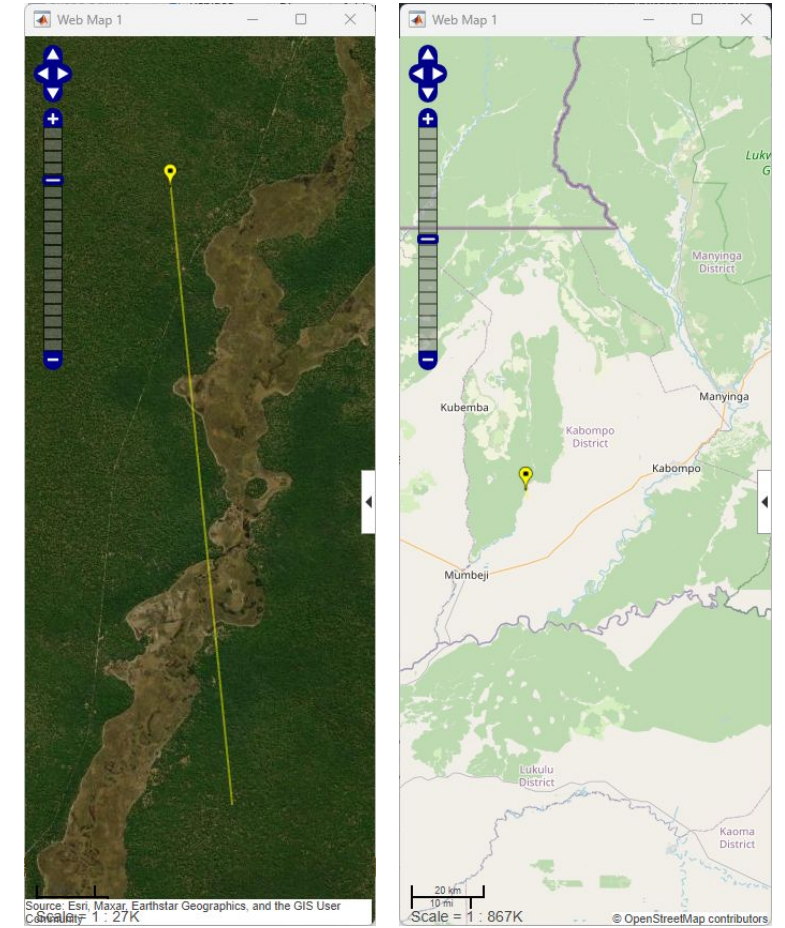 Web Map 1
Source: Esri, Maxar, Earthstar Geographics, and the GIS User
Community
Scale = 1 : 27K
Web Map 1
Manyinga
District
Manyinga
Kubemba
Kabompo
District
Kabompo
Mumbeji
Lukulu
District
Kaoma
District
20 km
10 mi
Scale = 1 : 867K
© OpenStreetMap contributors